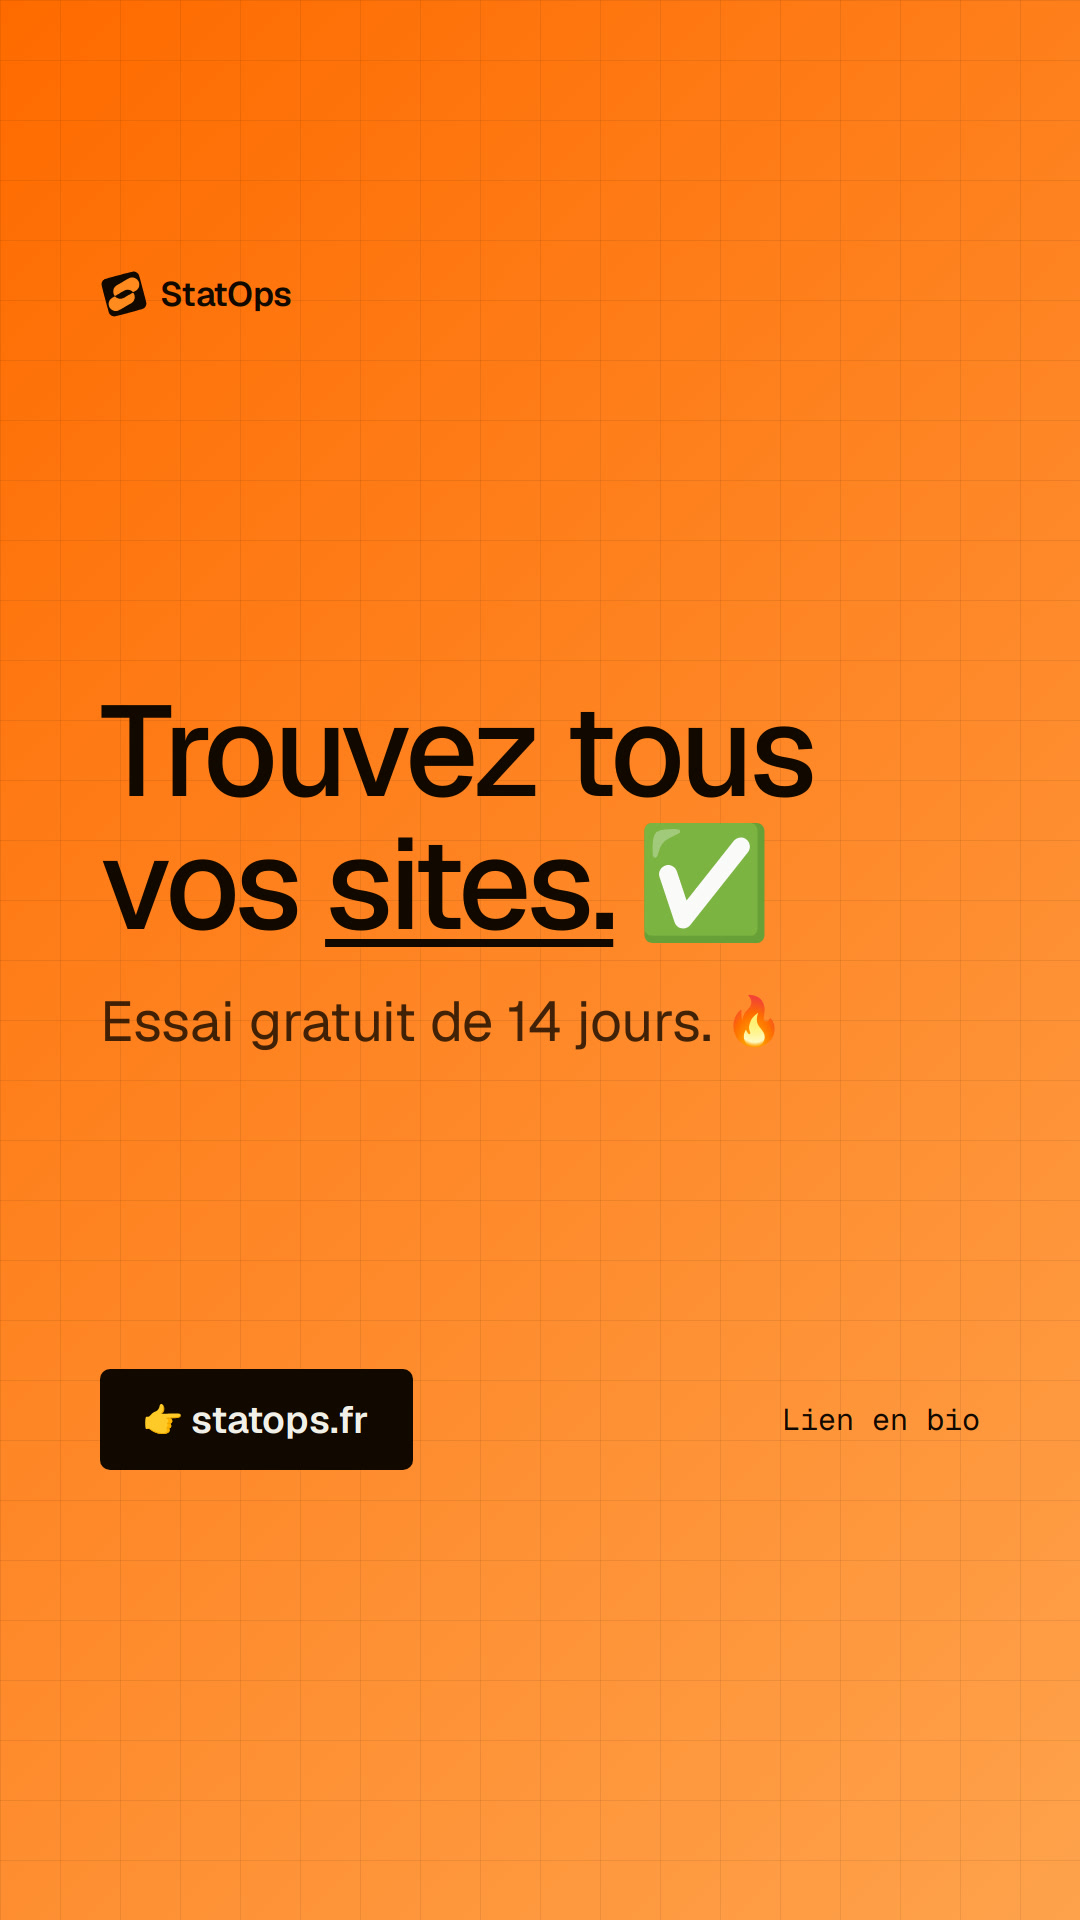 StatOps
Trouvez tous
vos sites. ✅
Essai gratuit de 14 jours. 🔥
👉 statops.fr
Lien en bio